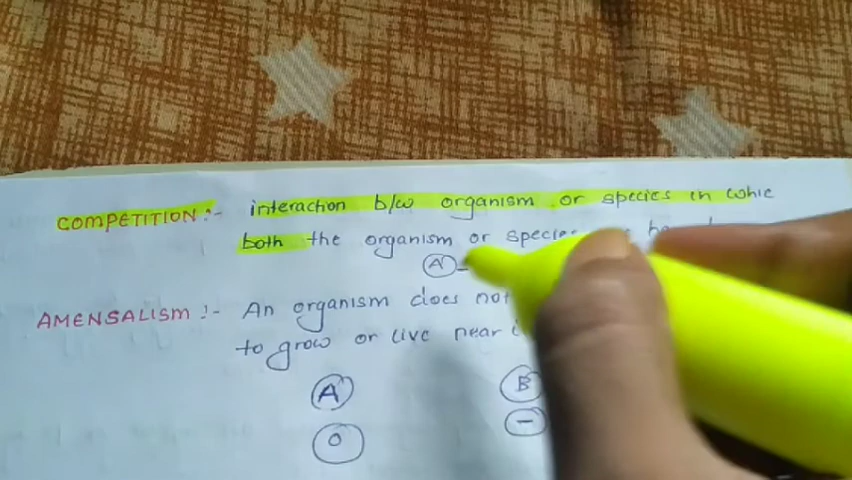 COMPETITION :- interaction b/w organism or species in whic
both the organism or species
A -
AMENSALISM :- An organism does not
to grow or live near
A B
0 -